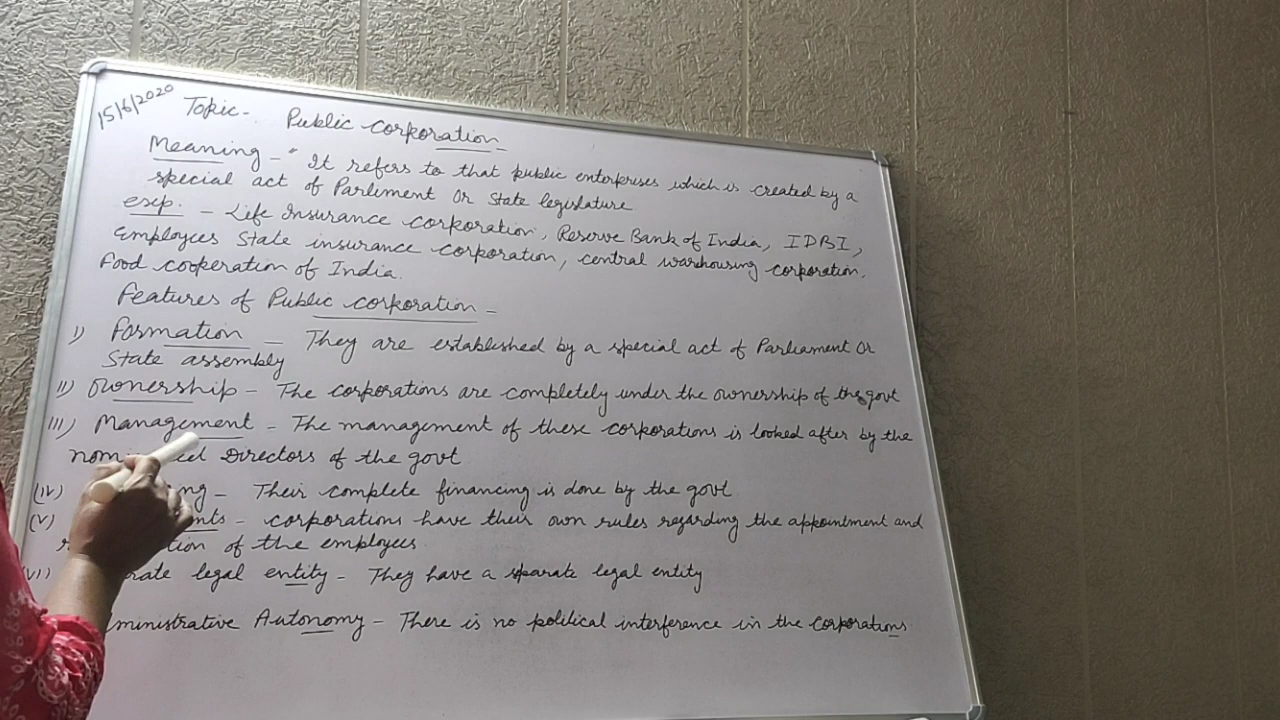 15/6/2020 Topic - Public corporation -
Meaning - " It refers to that public enterprises which is created by a
special act of Parliment Or State legislature
- Life Insurance corporation, Reserve Bank of India, IDBI,
Employees State insurance corporation, central warehousing corporation,
Food cooperation of India.
Features of Public corporation -
1) Formation - They are established by a special act of Parliament Or
State assembly
II) Ownership - The corporations are completely under the ownership of the govt
III) Management - The management of these corporations is looked after by the
Directors of the govt
(IV) - Their complete financing is done by the govt.
(V) - corporations have their own rules regarding the appointment and
of the employees
legal entity - They have a separate legal entity
Autonomy - There is no political interference in the corporations